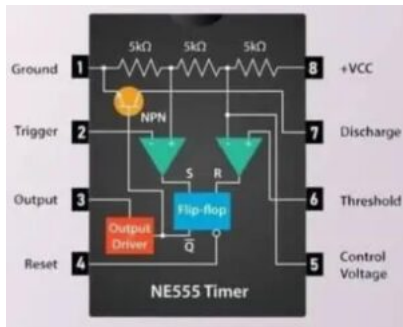 5kΩ 5kΩ 5kΩ
Ground 1
8 +VCC
NPN
Trigger 2
7 Discharge
S R
Output 3
Flip-flop
6 Threshold
Output
Driver
Q̅
Reset 4
5 Control
Voltage
NE555 Timer